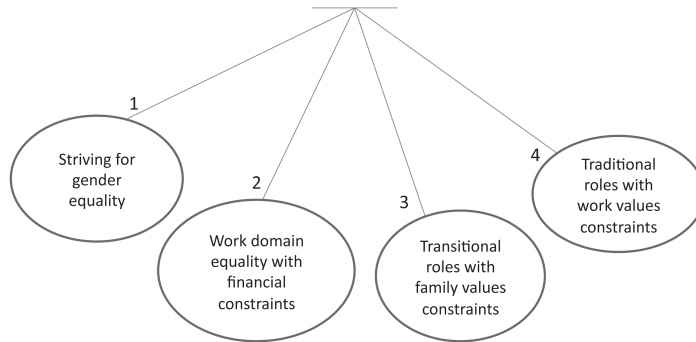 1
Striving for
gender
equality
2
Work domain
equality with
financial
constraints
3
Transitional
roles with
family values
constraints
4
Traditional
roles with
work values
constraints